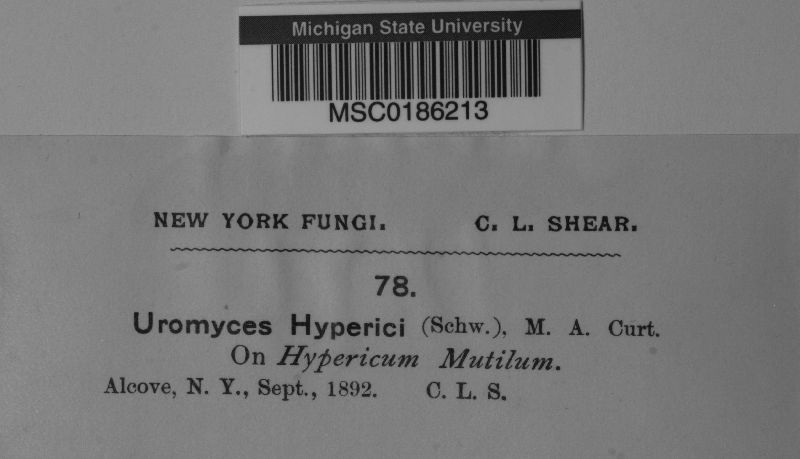 Michigan State University
MSC0186213
NEW YORK FUNGI. C. L. SHEAR.
78.
Uromyces Hyperici (Schw.), M. A. Curt.
On Hypericum Mutilum.
Alcove, N. Y., Sept., 1892. C. L. S.